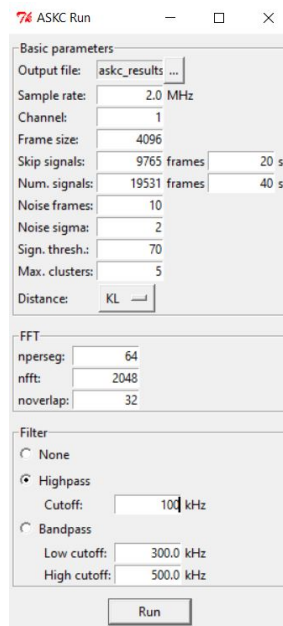 ASKC Run
Basic parameters
Output file: askc_results ...
Sample rate: 2.0 MHz
Channel: 1
Frame size: 4096
Skip signals: 9765 frames 20 s
Num. signals: 19531 frames 40 s
Noise frames: 10
Noise sigma: 2
Sign. thresh.: 70
Max. clusters: 5
Distance: KL
FFT
nperseg: 64
nfft: 2048
noverlap: 32
Filter
None
Highpass
Cutoff: 100 kHz
Bandpass
Low cutoff: 300.0 kHz
High cutoff: 500.0 kHz
Run